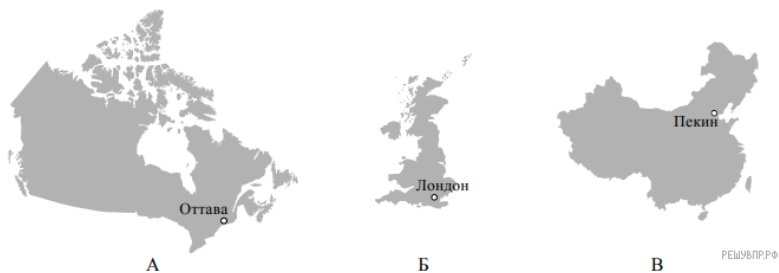 Оттава
Лондон
Пекин
А
Б
В
РЕШУВПР.РФ